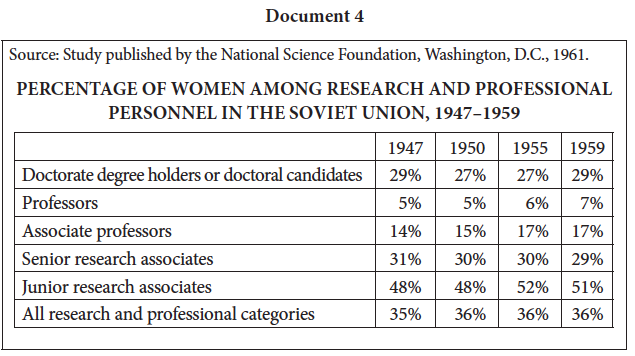 Document 4
Source: Study published by the National Science Foundation, Washington, D.C., 1961.
PERCENTAGE OF WOMEN AMONG RESEARCH AND PROFESSIONAL
PERSONNEL IN THE SOVIET UNION, 1947–1959
1947 1950 1955 1959
Doctorate degree holders or doctoral candidates 29% 27% 27% 29%
Professors 5% 5% 6% 7%
Associate professors 14% 15% 17% 17%
Senior research associates 31% 30% 30% 29%
Junior research associates 48% 48% 52% 51%
All research and professional categories 35% 36% 36% 36%